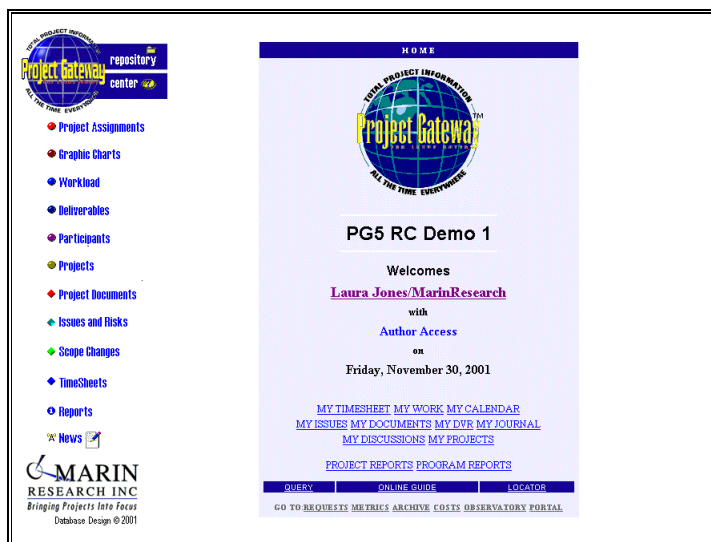 TOTAL PROJECT INFORMATION
Project Gateway
ALL THE TIME EVERYWHERE
repository
center
Project Assignments
Graphic Charts
Workload
Deliverables
Participants
Projects
Project Documents
Issues and Risks
Scope Changes
TimeSheets
Reports
News
MARIN
RESEARCH INC
Bringing Projects Into Focus
Database Design © 2001
HOME
TOTAL PROJECT INFORMATION
Project Gateway™
ALL THE TIME EVERYWHERE
PG5 RC Demo 1
Welcomes
Laura Jones/MarinResearch
with
Author Access
on
Friday, November 30, 2001
MY TIMESHEET MY WORK MY CALENDAR
MY ISSUES MY DOCUMENTS MY DVR MY JOURNAL
MY DISCUSSIONS MY PROJECTS
PROJECT REPORTS PROGRAM REPORTS
QUERY ONLINE GUIDE LOCATOR
GO TO:REQUESTS METRICS ARCHIVE COSTS OBSERVATORY PORTAL